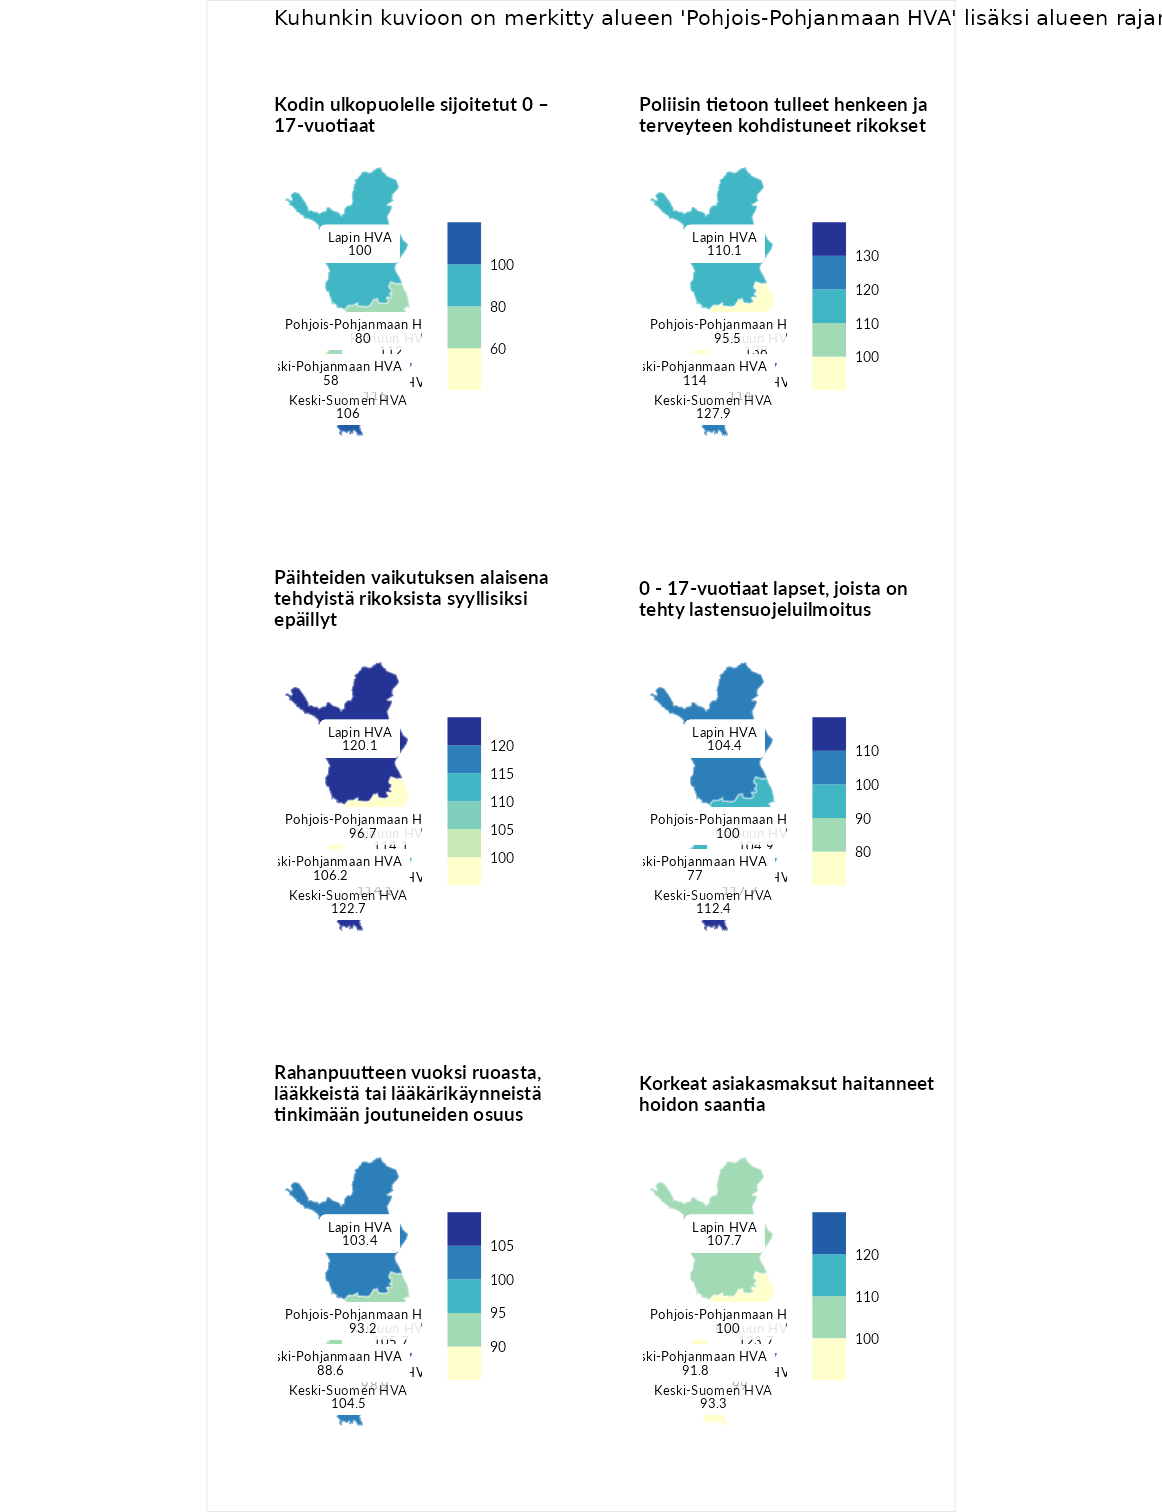 Kuhunkin kuvioon on merkitty alueen 'Pohjois-Pohjanmaan HVA' lisäksi alueen
Kodin ulkopuolelle sijoitetut 0 –
17-vuotiaat
Lapin HVA
100
Pohjois-Pohjanmaan H
80
112
ski-Pohjanmaan HVA
58
Keski-Suomen HVA
106
100
80
60
Poliisin tietoon tulleet henkeen ja
terveyteen kohdistuneet rikokset
Lapin HVA
110.1
Pohjois-Pohjanmaan H
95.5
ski-Pohjanmaan HVA
114
Keski-Suomen HVA
127.9
130
120
110
100
Päihteiden vaikutuksen alaisena
tehdyistä rikoksista syyllisiksi
epäillyt
Lapin HVA
120.1
Pohjois-Pohjanmaan H
96.7
ski-Pohjanmaan HVA
106.2
Keski-Suomen HVA
122.7
120
115
110
105
100
0 - 17-vuotiaat lapset, joista on
tehty lastensuojeluilmoitus
Lapin HVA
104.4
Pohjois-Pohjanmaan H
100
ski-Pohjanmaan HVA
77
Keski-Suomen HVA
112.4
110
100
90
80
Rahanpuutteen vuoksi ruoasta,
lääkkeistä tai lääkärikäynneistä
tinkimään joutuneiden osuus
Lapin HVA
103.4
Pohjois-Pohjanmaan H
93.2
ski-Pohjanmaan HVA
88.6
Keski-Suomen HVA
104.5
105
100
95
90
Korkeat asiakasmaksut haitanneet
hoidon saantia
Lapin HVA
107.7
Pohjois-Pohjanmaan H
100
ski-Pohjanmaan HVA
91.8
Keski-Suomen HVA
93.3
120
110
100